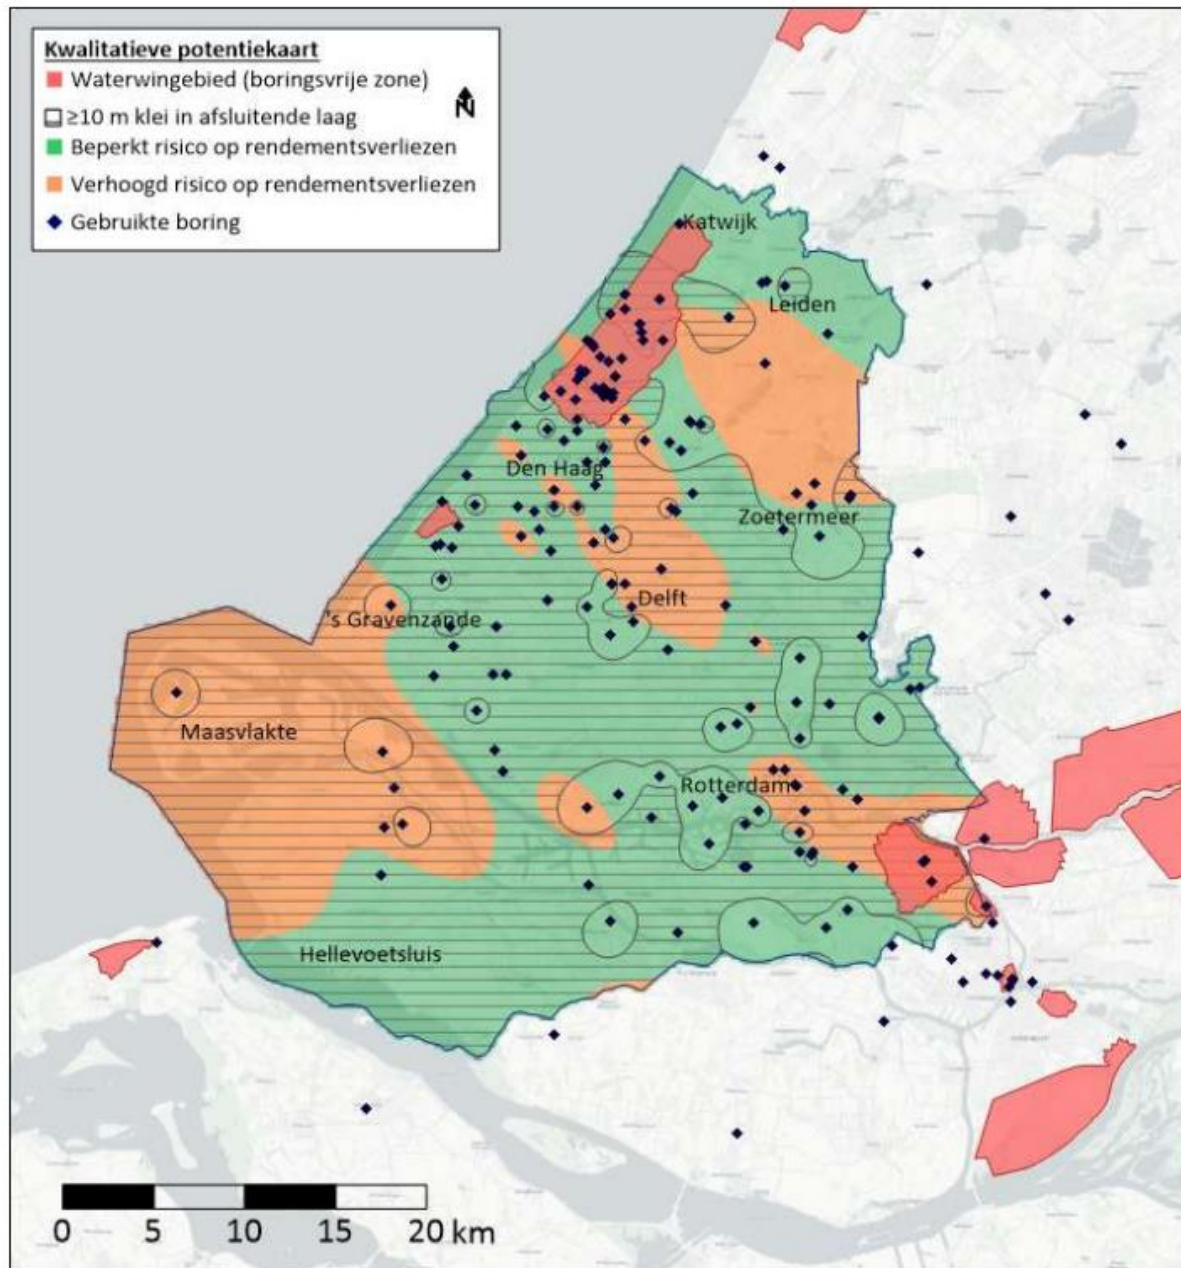 Kwalitatieve potentiekaart
Waterwingebied (boringsvrije zone)
N
≥10 m klei in afsluitende laag
Beperkt risico op rendementsverliezen
Verhoogd risico op rendementsverliezen
Gebruikte boring
Katwijk
Leiden
Den Haag
Zoetermeer
Delft
's Gravenzande
Maasvlakte
Rotterdam
Hellevoetsluis
0 5 10 15 20 km